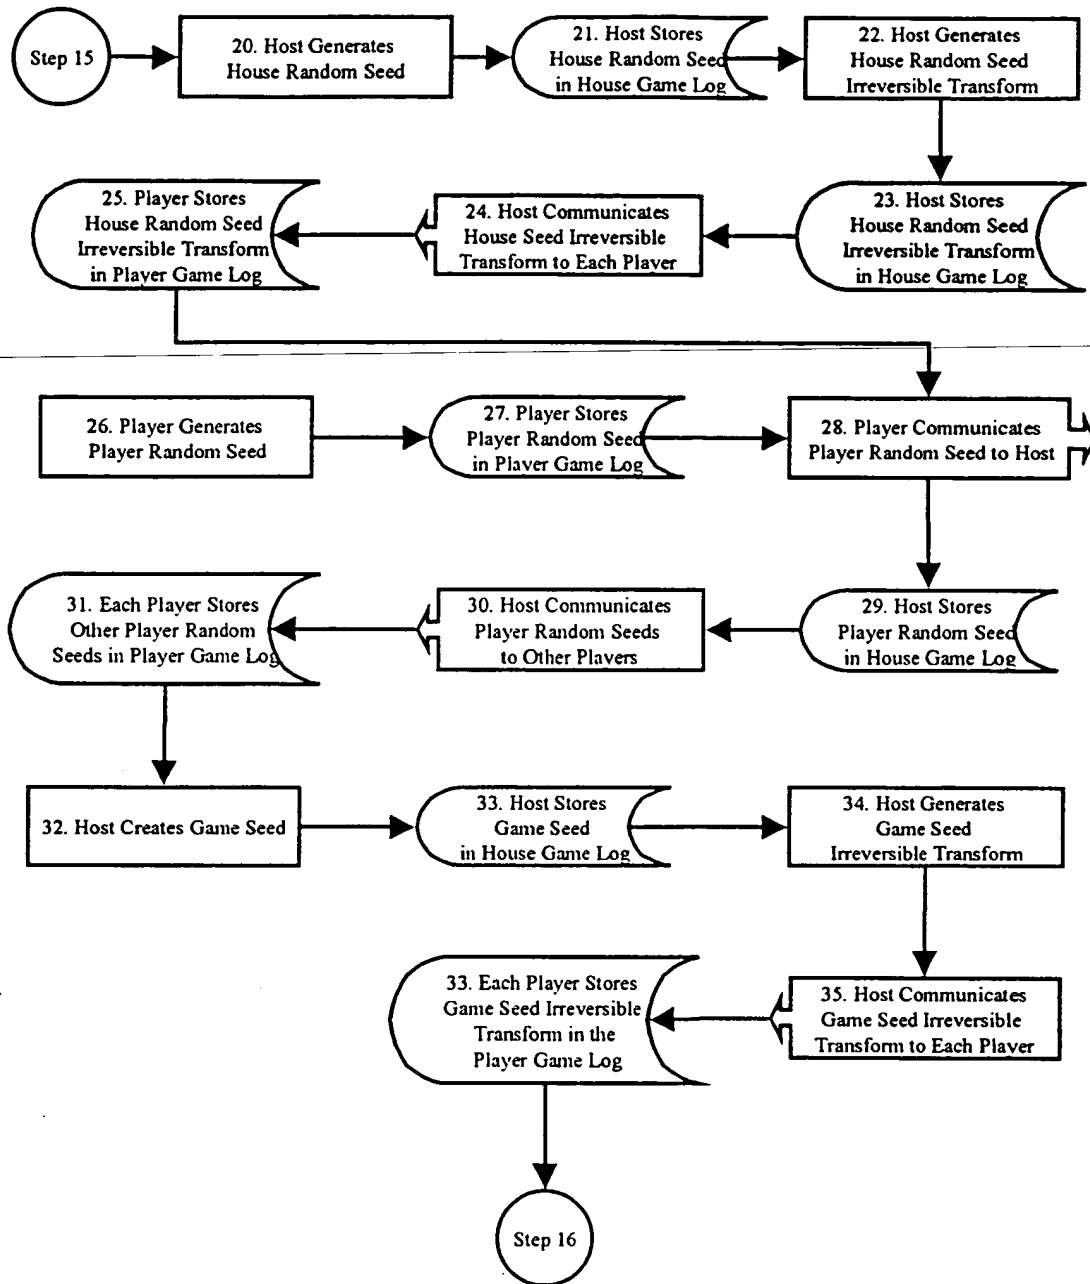 Step 15
20. Host Generates
House Random Seed
21. Host Stores
House Random Seed
in House Game Log
22. Host Generates
House Random Seed
Irreversible Transform
25. Player Stores
House Random Seed
Irreversible Transform
in Player Game Log
24. Host Communicates
House Seed Irreversible
Transform to Each Player
23. Host Stores
House Random Seed
Irreversible Transform
in House Game Log
26. Player Generates
Player Random Seed
27. Player Stores
Player Random Seed
in Player Game Log
28. Player Communicates
Player Random Seed to Host
31. Each Player Stores
Other Player Random
Seeds in Player Game Log
30. Host Communicates
Player Random Seeds
to Other Players
29. Host Stores
Player Random Seed
in House Game Log
32. Host Creates Game Seed
33. Host Stores
Game Seed
in House Game Log
34. Host Generates
Game Seed
Irreversible Transform
33. Each Player Stores
Game Seed Irreversible
Transform in the
Player Game Log
35. Host Communicates
Game Seed Irreversible
Transform to Each Player
Step 16